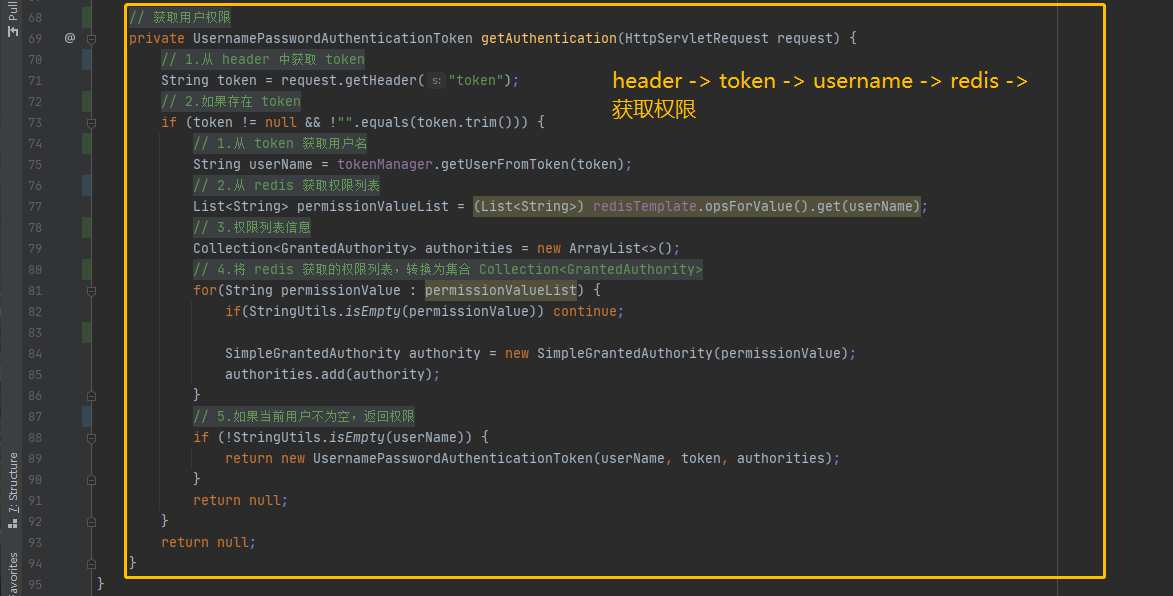 68 // 获取用户权限
69 @ private UsernamePasswordAuthenticationToken getAuthentication(HttpServletRequest request) {
70 // 1.从 header 中获取 token
71 String token = request.getHeader( s: "token");
header -> token -> username -> redis ->
获取权限
72 // 2.如果存在 token
73 if (token != null && !"".equals(token.trim())) {
74 // 1.从 token 获取用户名
75 String userName = tokenManager.getUserFromToken(token);
76 // 2.从 redis 获取权限列表
77 List<String> permissionValueList = (List<String>) redisTemplate.opsForValue().get(userName);
78 // 3.权限列表信息
79 Collection<GrantedAuthority> authorities = new ArrayList<>();
80 // 4.将 redis 获取的权限列表，转换为集合 Collection<GrantedAuthority>
81 for(String permissionValue : permissionValueList) {
82 if(StringUtils.isEmpty(permissionValue)) continue;
83
84 SimpleGrantedAuthority authority = new SimpleGrantedAuthority(permissionValue);
85 authorities.add(authority);
86 }
87 // 5.如果当前用户不为空，返回权限
88 if (!StringUtils.isEmpty(userName)) {
89 return new UsernamePasswordAuthenticationToken(userName, token, authorities);
90 }
91 return null;
92 }
93 return null;
94 }
95 }
Pull
7: Structure